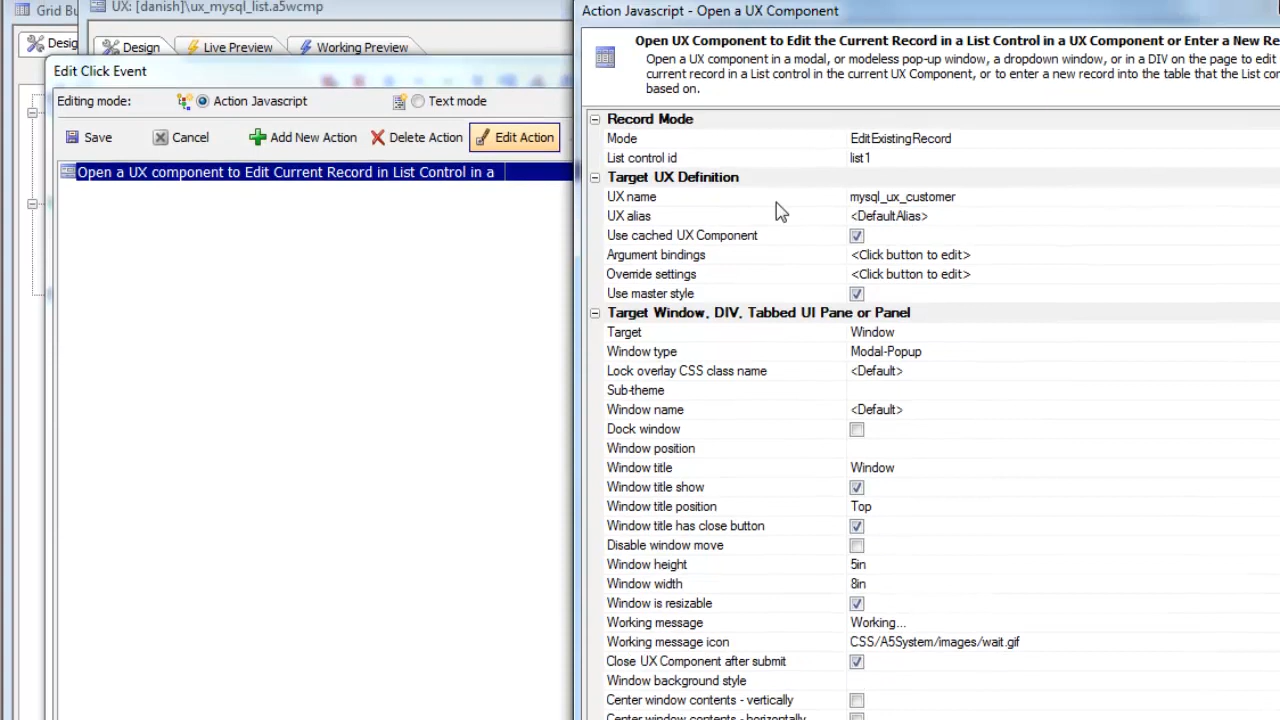 Grid Bu
UX: [danish]\ux_mysql_list.a5wcmp
Desig
Design
Live Preview
Working Preview
Edit Click Event
Editing mode:
Action Javascript
Text mode
Save
Cancel
Add New Action
Delete Action
Edit Action
Open a UX component to Edit Current Record in List Control in a
Action Javascript - Open a UX Component
Open UX Component to Edit the Current Record in a List Control in a UX Component or Enter a New Re
Open a UX component in a modal, or modeless pop-up window, a dropdown window, or in a DIV on the page to edit
current record in a List control in the current UX Component, or to enter a new record into the table that the List co
based on.
Record Mode
Mode EditExistingRecord
List control id list1
Target UX Definition
UX name mysql_ux_customer
UX alias <DefaultAlias>
Use cached UX Component
Argument bindings <Click button to edit>
Override settings <Click button to edit>
Use master style
Target Window, DIV, Tabbed UI Pane or Panel
Target Window
Window type Modal-Popup
Lock overlay CSS class name <Default>
Sub-theme
Window name <Default>
Dock window
Window position
Window title Window
Window title show
Window title position Top
Window title has close button
Disable window move
Window height 5in
Window width 8in
Window is resizable
Working message Working...
Working message icon CSS/A5System/images/wait.gif
Close UX Component after submit
Window background style
Center window contents - vertically
Center window contents - horizontally